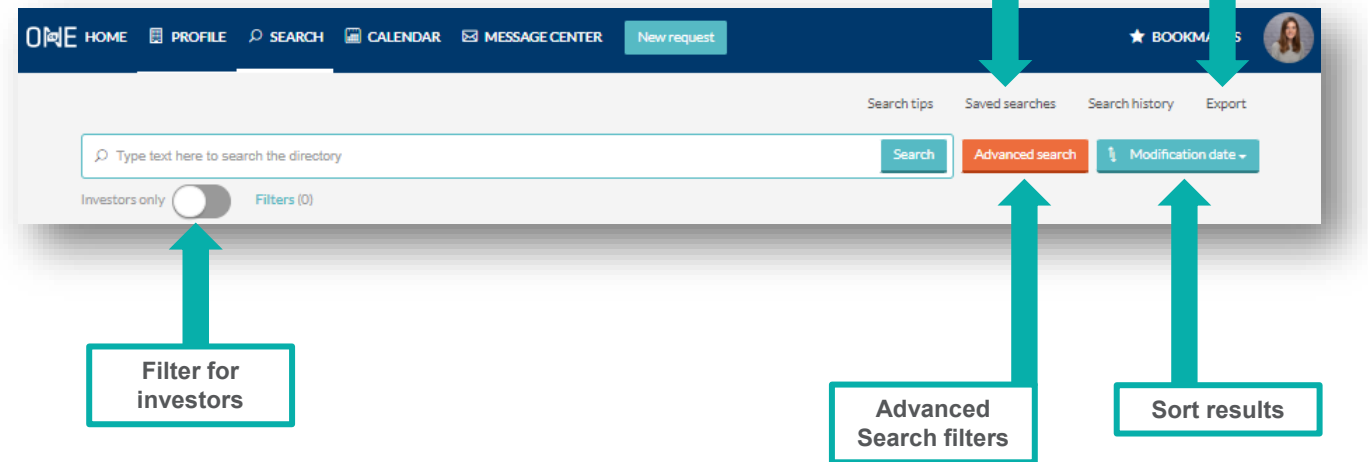 ONE HOME PROFILE SEARCH CALENDAR MESSAGE CENTER New request
Search tips Saved searches Search history Export
Type text here to search the directory Search Advanced search Modification date
Investors only Filters (0)
Filter for
investors
Advanced
Search filters
Sort results